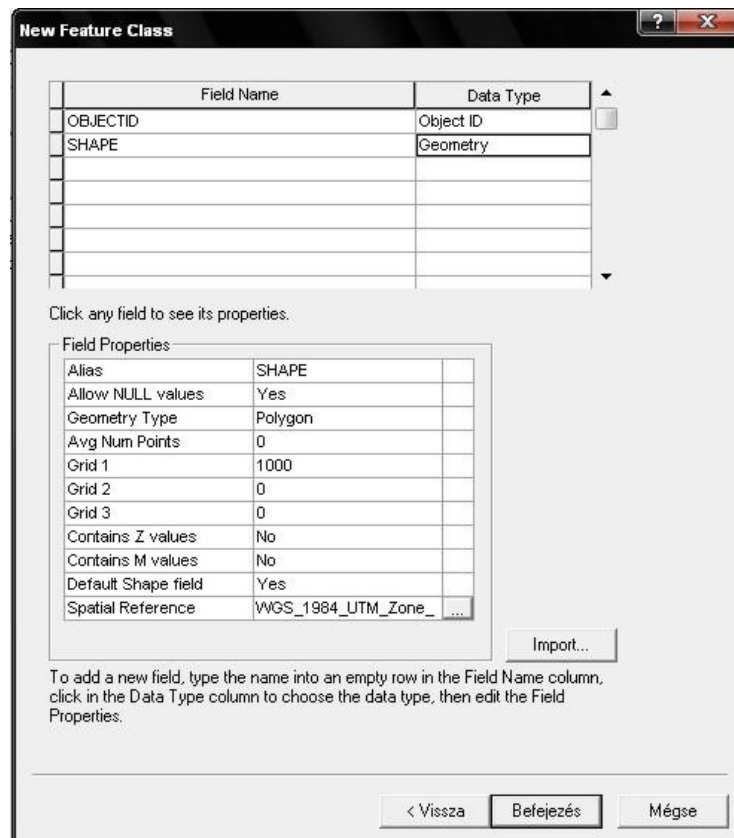 New Feature Class
? X
Field Name Data Type
OBJECTID Object ID
SHAPE Geometry
Click any field to see its properties.
Field Properties
Alias SHAPE
Allow NULL values Yes
Geometry Type Polygon
Avg Num Points 0
Grid 1 1000
Grid 2 0
Grid 3 0
Contains Z values No
Contains M values No
Default Shape field Yes
Spatial Reference WGS_1984_UTM_Zone_ ...
Import...
To add a new field, type the name into an empty row in the Field Name column,
click in the Data Type column to choose the data type, then edit the Field
Properties.
< Vissza Befejezés Mégse